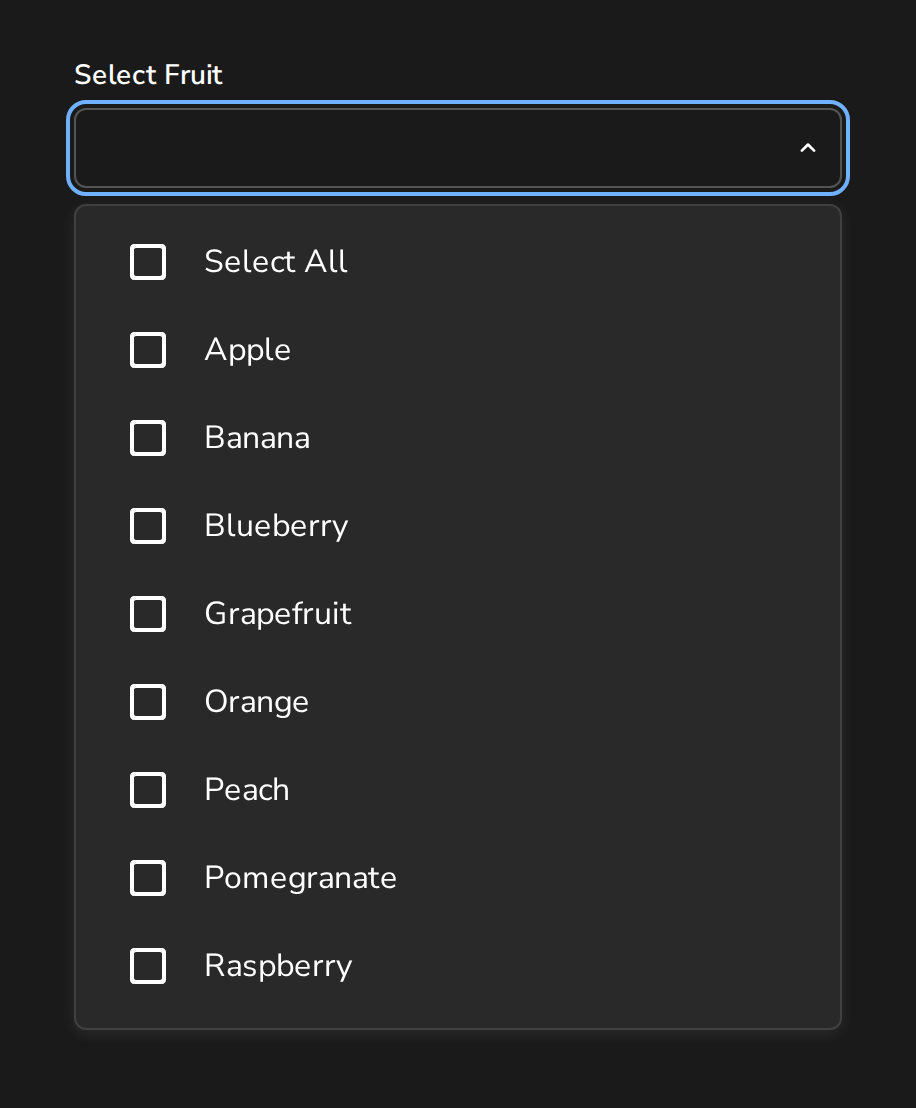 Select Fruit
Select All
Apple
Banana
Blueberry
Grapefruit
Orange
Peach
Pomegranate
Raspberry